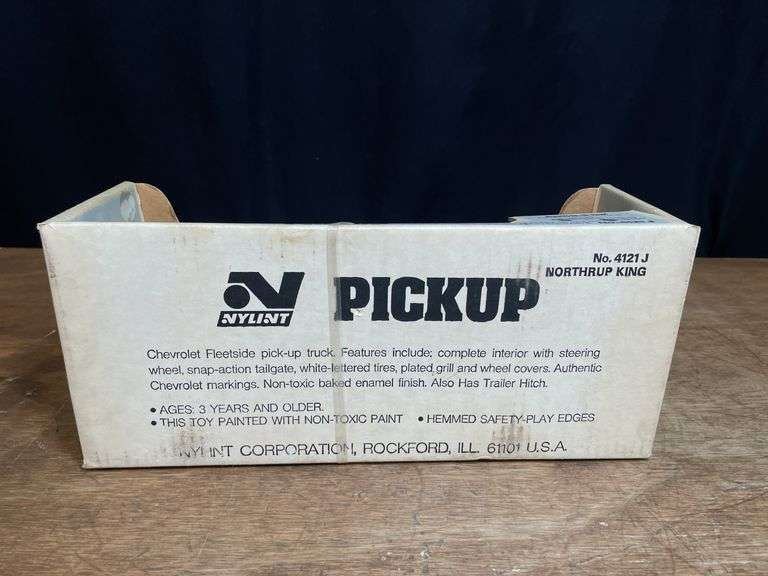 No. 4121 J
NORTHRUP KING
NYLINT
PICKUP
Chevrolet Fleetside pick-up truck. Features include: complete interior with steering
wheel, snap-action tailgate, white-lettered tires, plated grill and wheel covers. Authentic
Chevrolet markings. Non-toxic baked enamel finish. Also Has Trailer Hitch.
• AGES: 3 YEARS AND OLDER.
• THIS TOY PAINTED WITH NON-TOXIC PAINT • HEMMED SAFETY-PLAY EDGES
NYLINT CORPORATION, ROCKFORD, ILL. 61101 U.S.A.